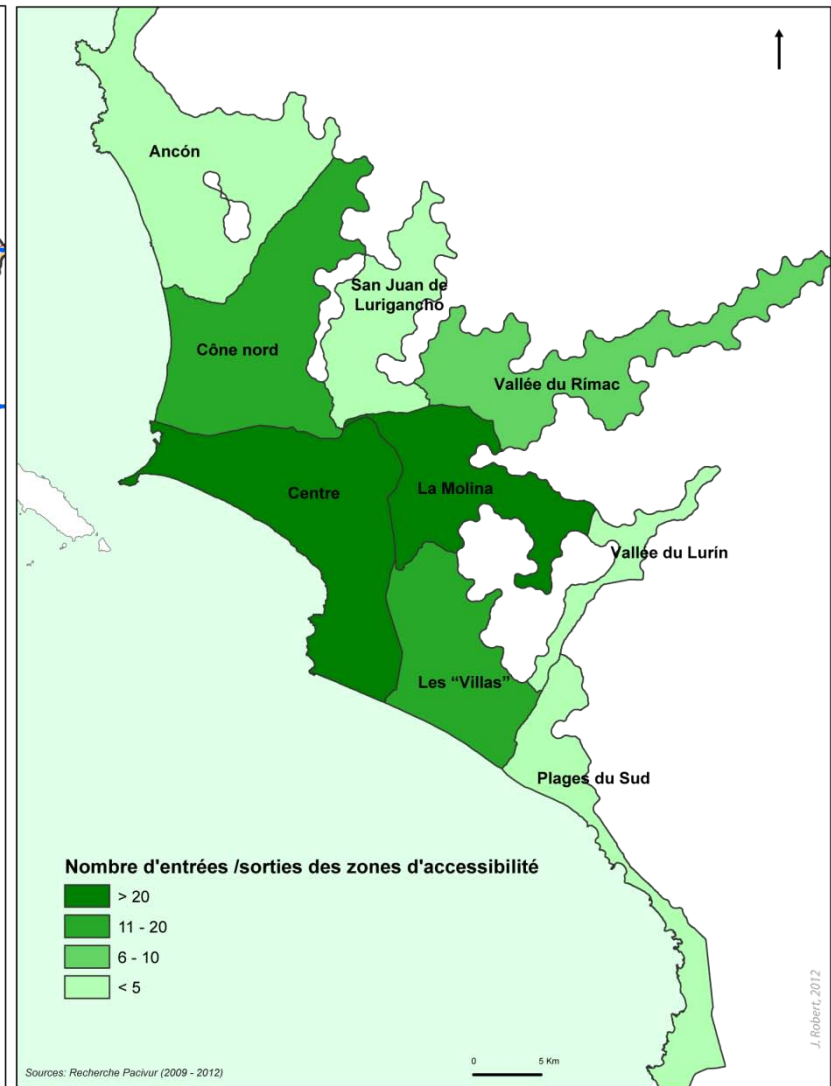 Ancón
San Juan de
Lurigancho
Cône nord
Vallée du Rímac
Centre
La Molina
Vallée du Lurín
Les "Villas"
Plages du Sud
Nombre d'entrées /sorties des zones d'accessibilité
> 20
11 - 20
6 - 10
< 5
0 5 Km
Sources: Recherche Pacivur (2009 - 2012)
J. Robert, 2012